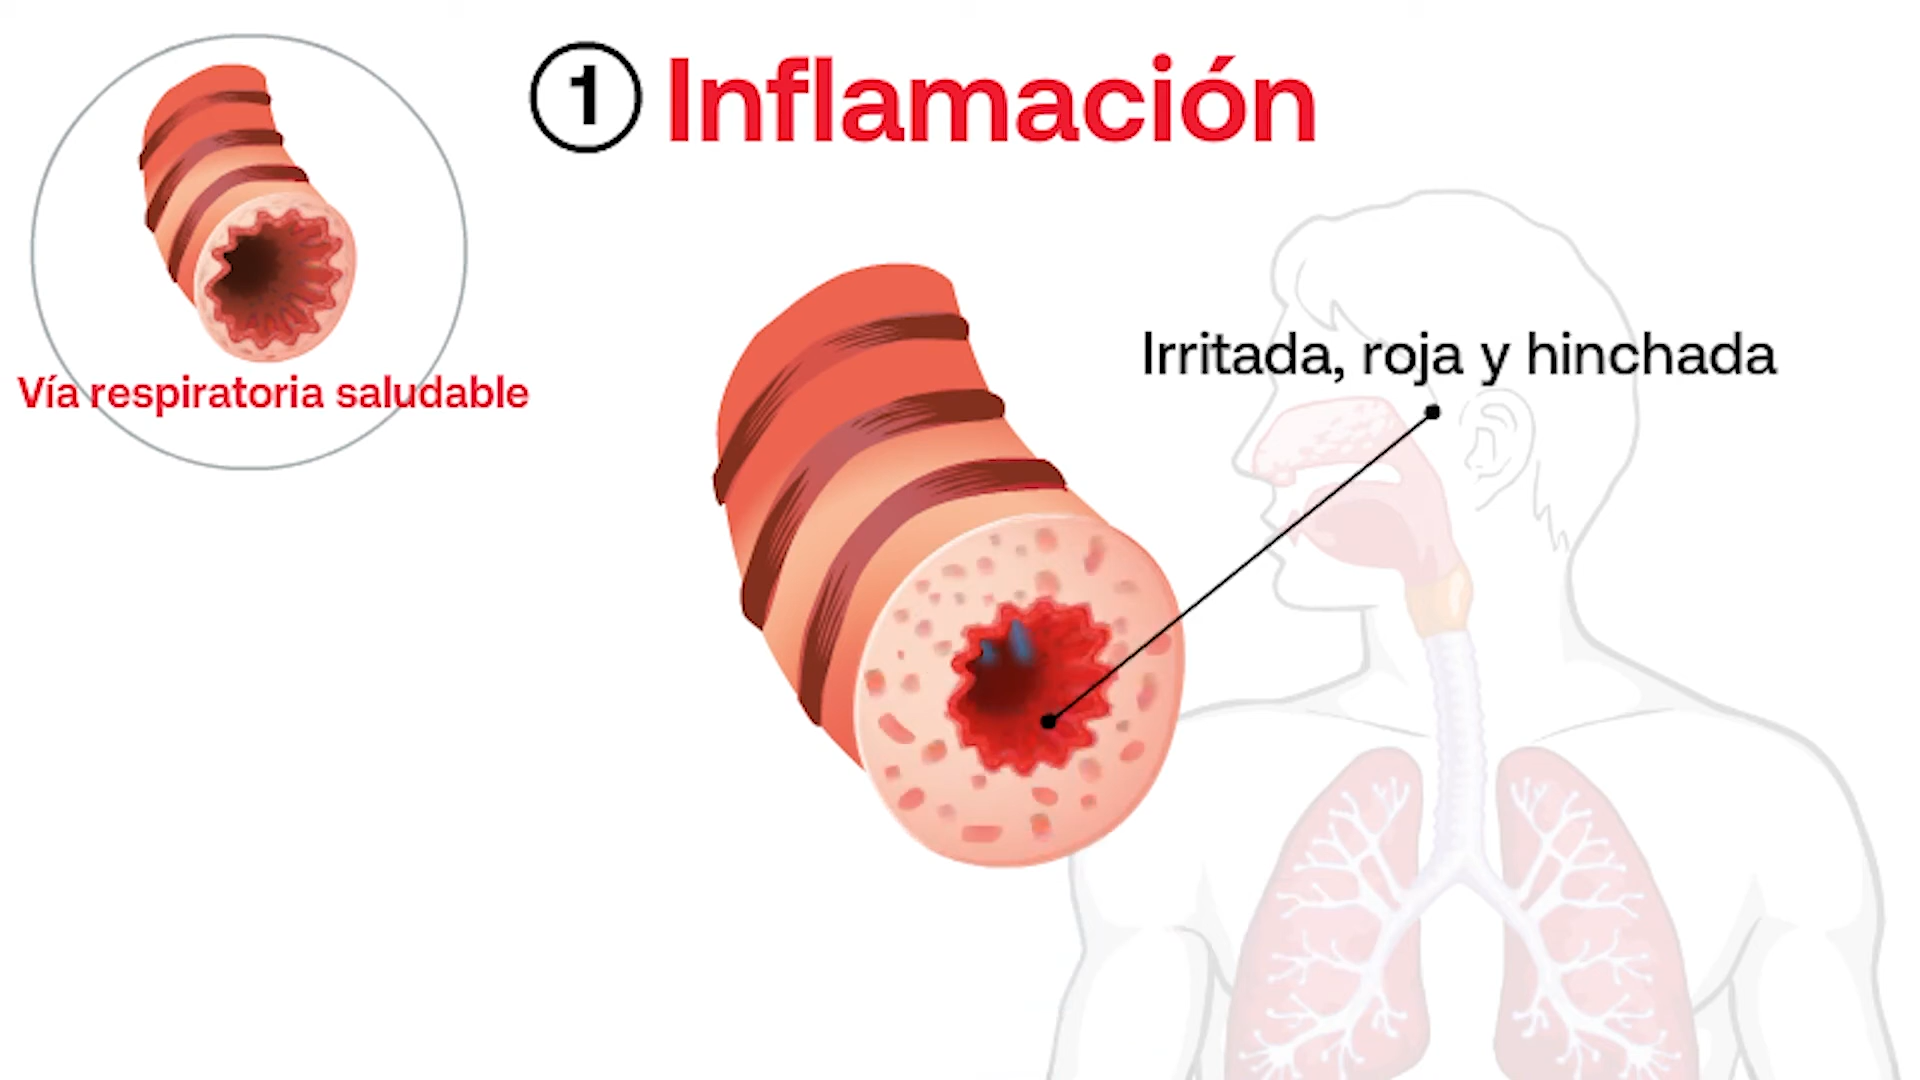 ① Inflamación
Vía respiratoria saludable
Irritada, roja y hinchada